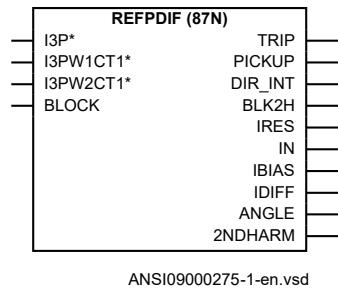 REFPDIF (87N)
I3P* TRIP
I3PW1CT1* PICKUP
I3PW2CT1* DIR_INT
BLOCK BLK2H
IRES
IN
IBIAS
IDIFF
ANGLE
2NDHARM
ANSI09000275-1-en.vsd